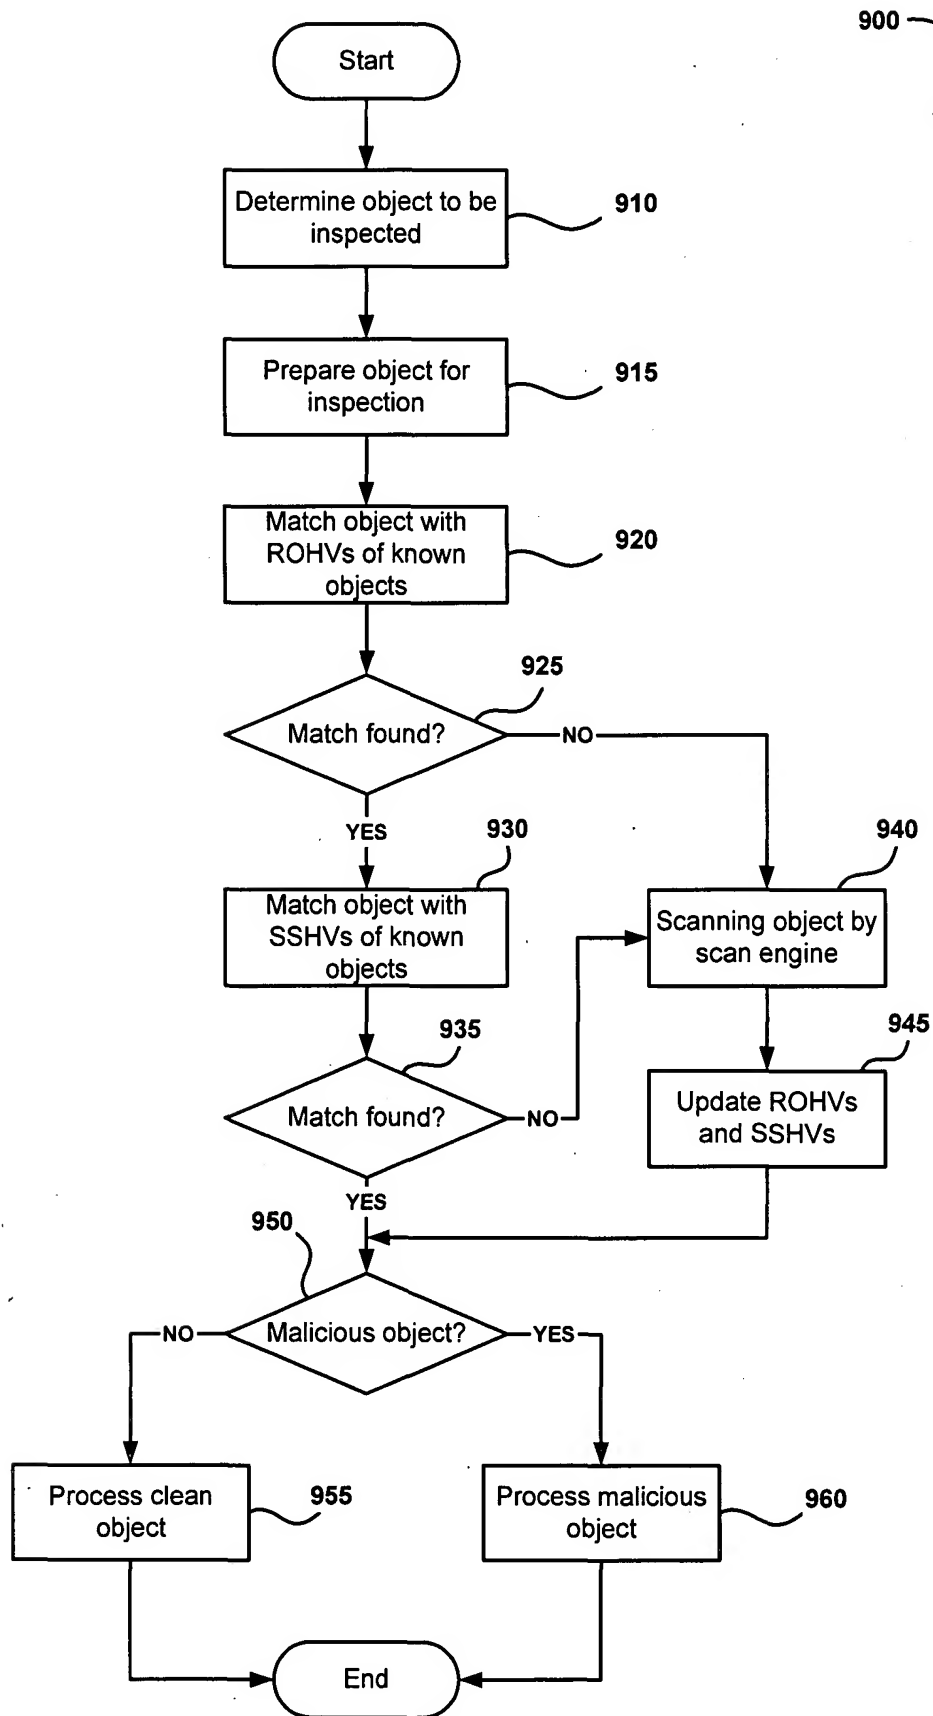 900
Start
Determine object to be
inspected
910
Prepare object for
inspection
915
Match object with
ROHVs of known
objects
920
925
Match found?
NO
YES
930
940
Match object with
SSHVs of known
objects
Scanning object by
scan engine
935
945
Match found?
NO
Update ROHVs
and SSHVs
YES
950
NO
Malicious object?
YES
Process clean
object
955
Process malicious
object
960
End